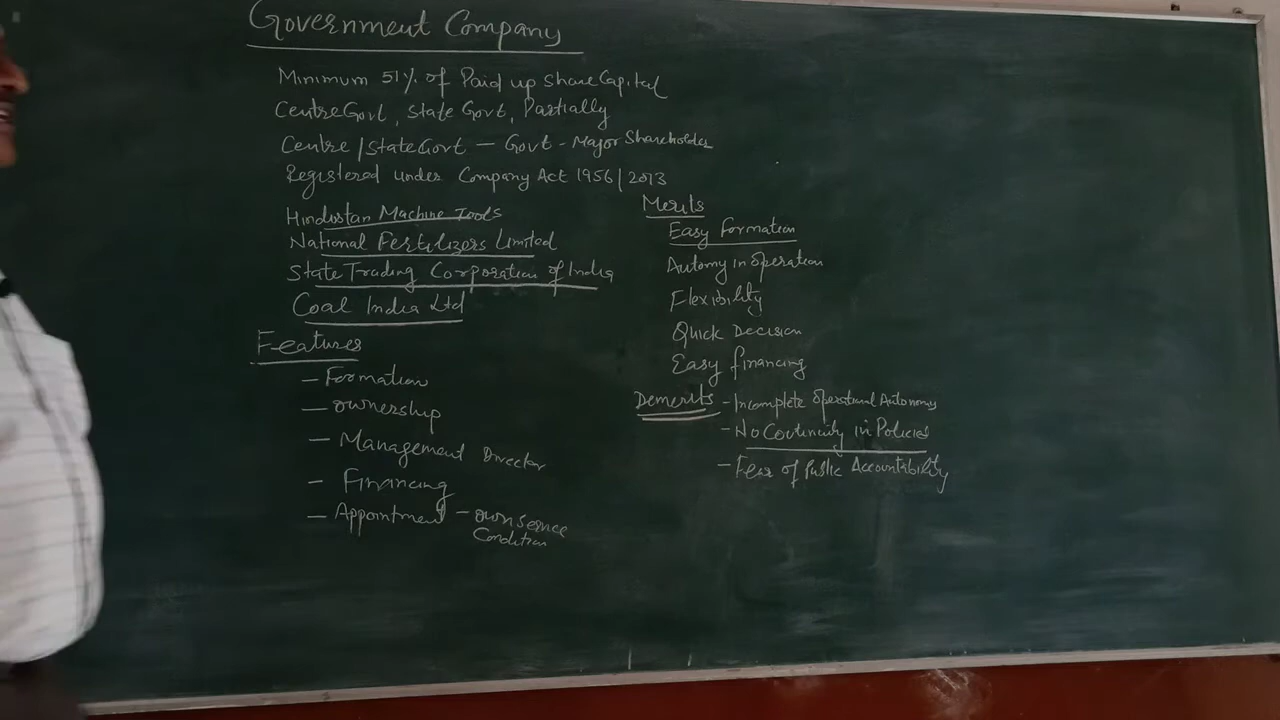 Government Company
Minimum 51% of Paid up Share Capital
Centre Govt, State Govt, Partially
Centre / State Govt — Govt - Major Shareholder
Registered under Company Act 1956/2013
Hindustan Machine Tools
National Fertilizers Limited
State Trading Corporation of India
Coal India Ltd
Features
— Formation
— ownership
— Management Director
— Financing
— Appointment — own Service
Condition
Merits
Easy Formation
Automy in operation
Flexibility
Quick Decision
Easy financing
Demerits - Incomplete Operational Autonomy
- No Continuity in Policies
- Fear of Public Accountability